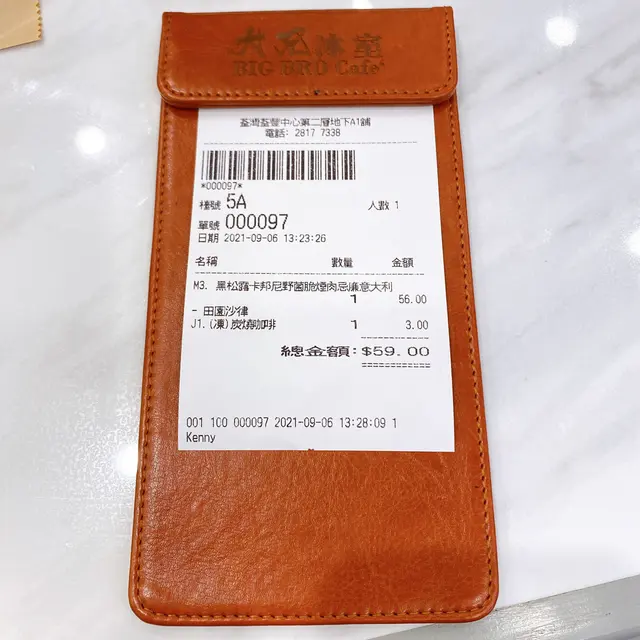 大兄冰室
BIG BRO Café
荃灣荃豐中心第二層地下A1舖
電話: 2817 7338
*000097*
檯號 5A 人數 1
單號 000097
日期 2021-09-06 13:23:26
名稱 數量 金額
M3. 黑松露卡邦尼野菌脆煙肉忌廉意大利
1 56.00
- 田園沙律
J1.(凍)炭燒咖啡 1 3.00
總金額: $59.00
001 100 000097 2021-09-06 13:28:09 1
Kenny